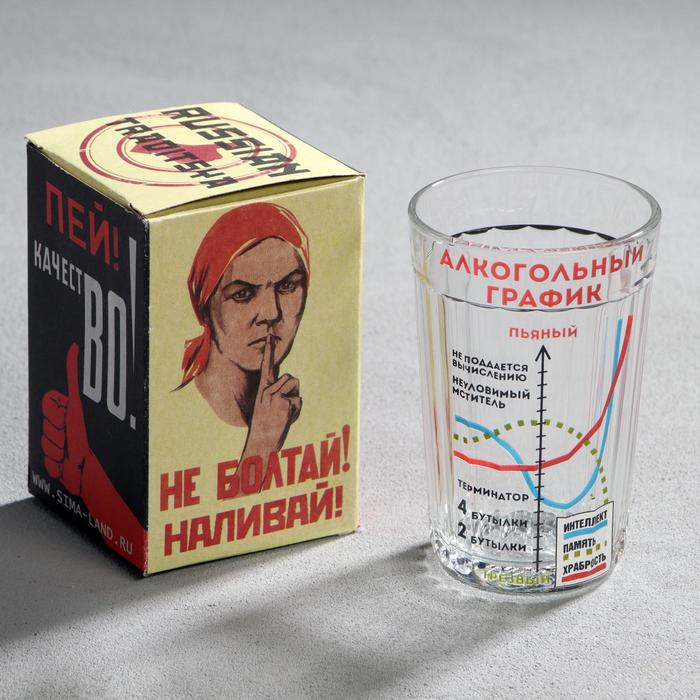 RUSSIAN
TRADITSIYA
ПЕЙ!
КАЧЕСТ
ВО!
WWW.SIMA-LAND.RU
НЕ БОЛТАЙ!
НАЛИВАЙ!
АЛКОГОЛЬНЫЙ
ГРАФИК
ПЬЯНЫЙ
НЕ ПОДДАЕТСЯ
ВЫЧИСЛЕНИЮ
НЕУЛОВИМЫЙ
МСТИТЕЛЬ
ТЕРМИНАТОР
4 БУТЫЛКИ
2 БУТЫЛКИ
ТРЕЗВЫЙ
ИНТЕЛЛЕКТ
ПАМЯТЬ
ХРАБРОСТЬ